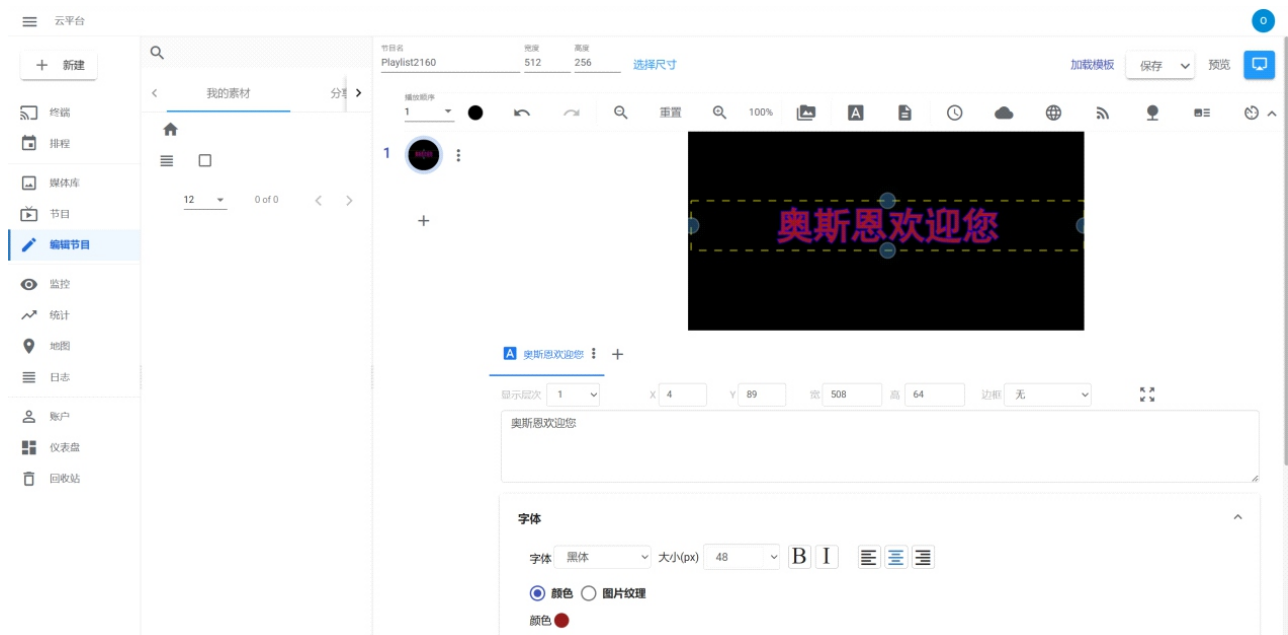 云平台
O
新建
终端
排程
媒体库
节目
编辑节目
监控
统计
地图
日志
账户
仪表盘
回收站
我的素材
12
0 of 0
节目名
Playlist2160
宽度
512
高度
256
选择尺寸
加载模板
保存
预览
播放顺序
1
重置
100%
A
1
奥斯恩欢迎您
A 奥斯恩欢迎您
显示层次 1 X 4 Y 89 宽 508 高 64 边框 无
奥斯恩欢迎您
字体
字体 黑体 大小(px) 48 B I
颜色 图片纹理
颜色